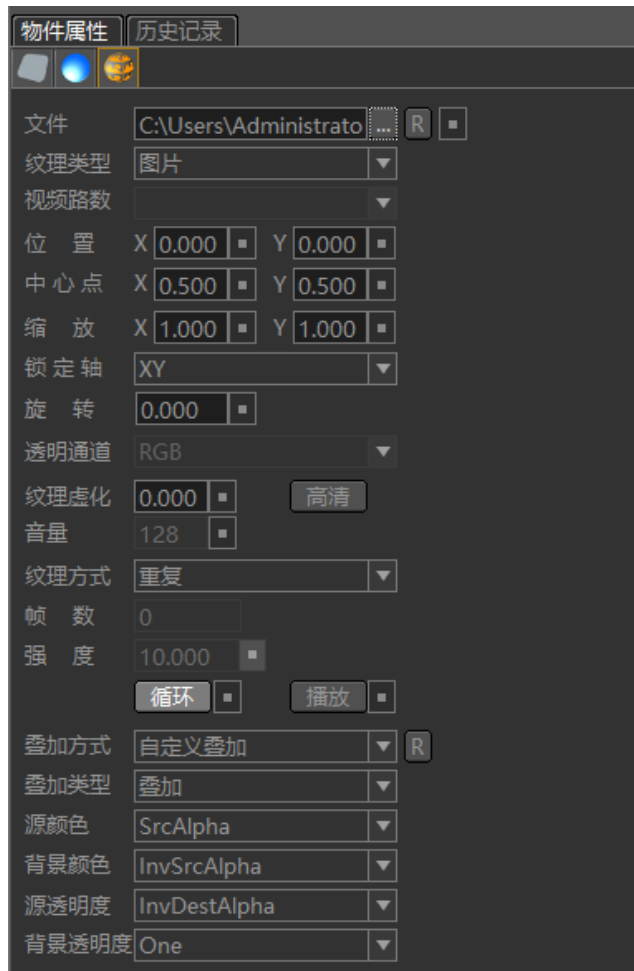 物件属性 历史记录
文件 C:\Users\Administrato ... R
纹理类型 图片
视频路数
位 置 X 0.000 Y 0.000
中心点 X 0.500 Y 0.500
缩 放 X 1.000 Y 1.000
锁定轴 XY
旋 转 0.000
透明通道 RGB
纹理虚化 0.000 高清
音量 128
纹理方式 重复
帧 数 0
强 度 10.000
循环 播放
叠加方式 自定义叠加 R
叠加类型 叠加
源颜色 SrcAlpha
背景颜色 InvSrcAlpha
源透明度 InvDestAlpha
背景透明度 One